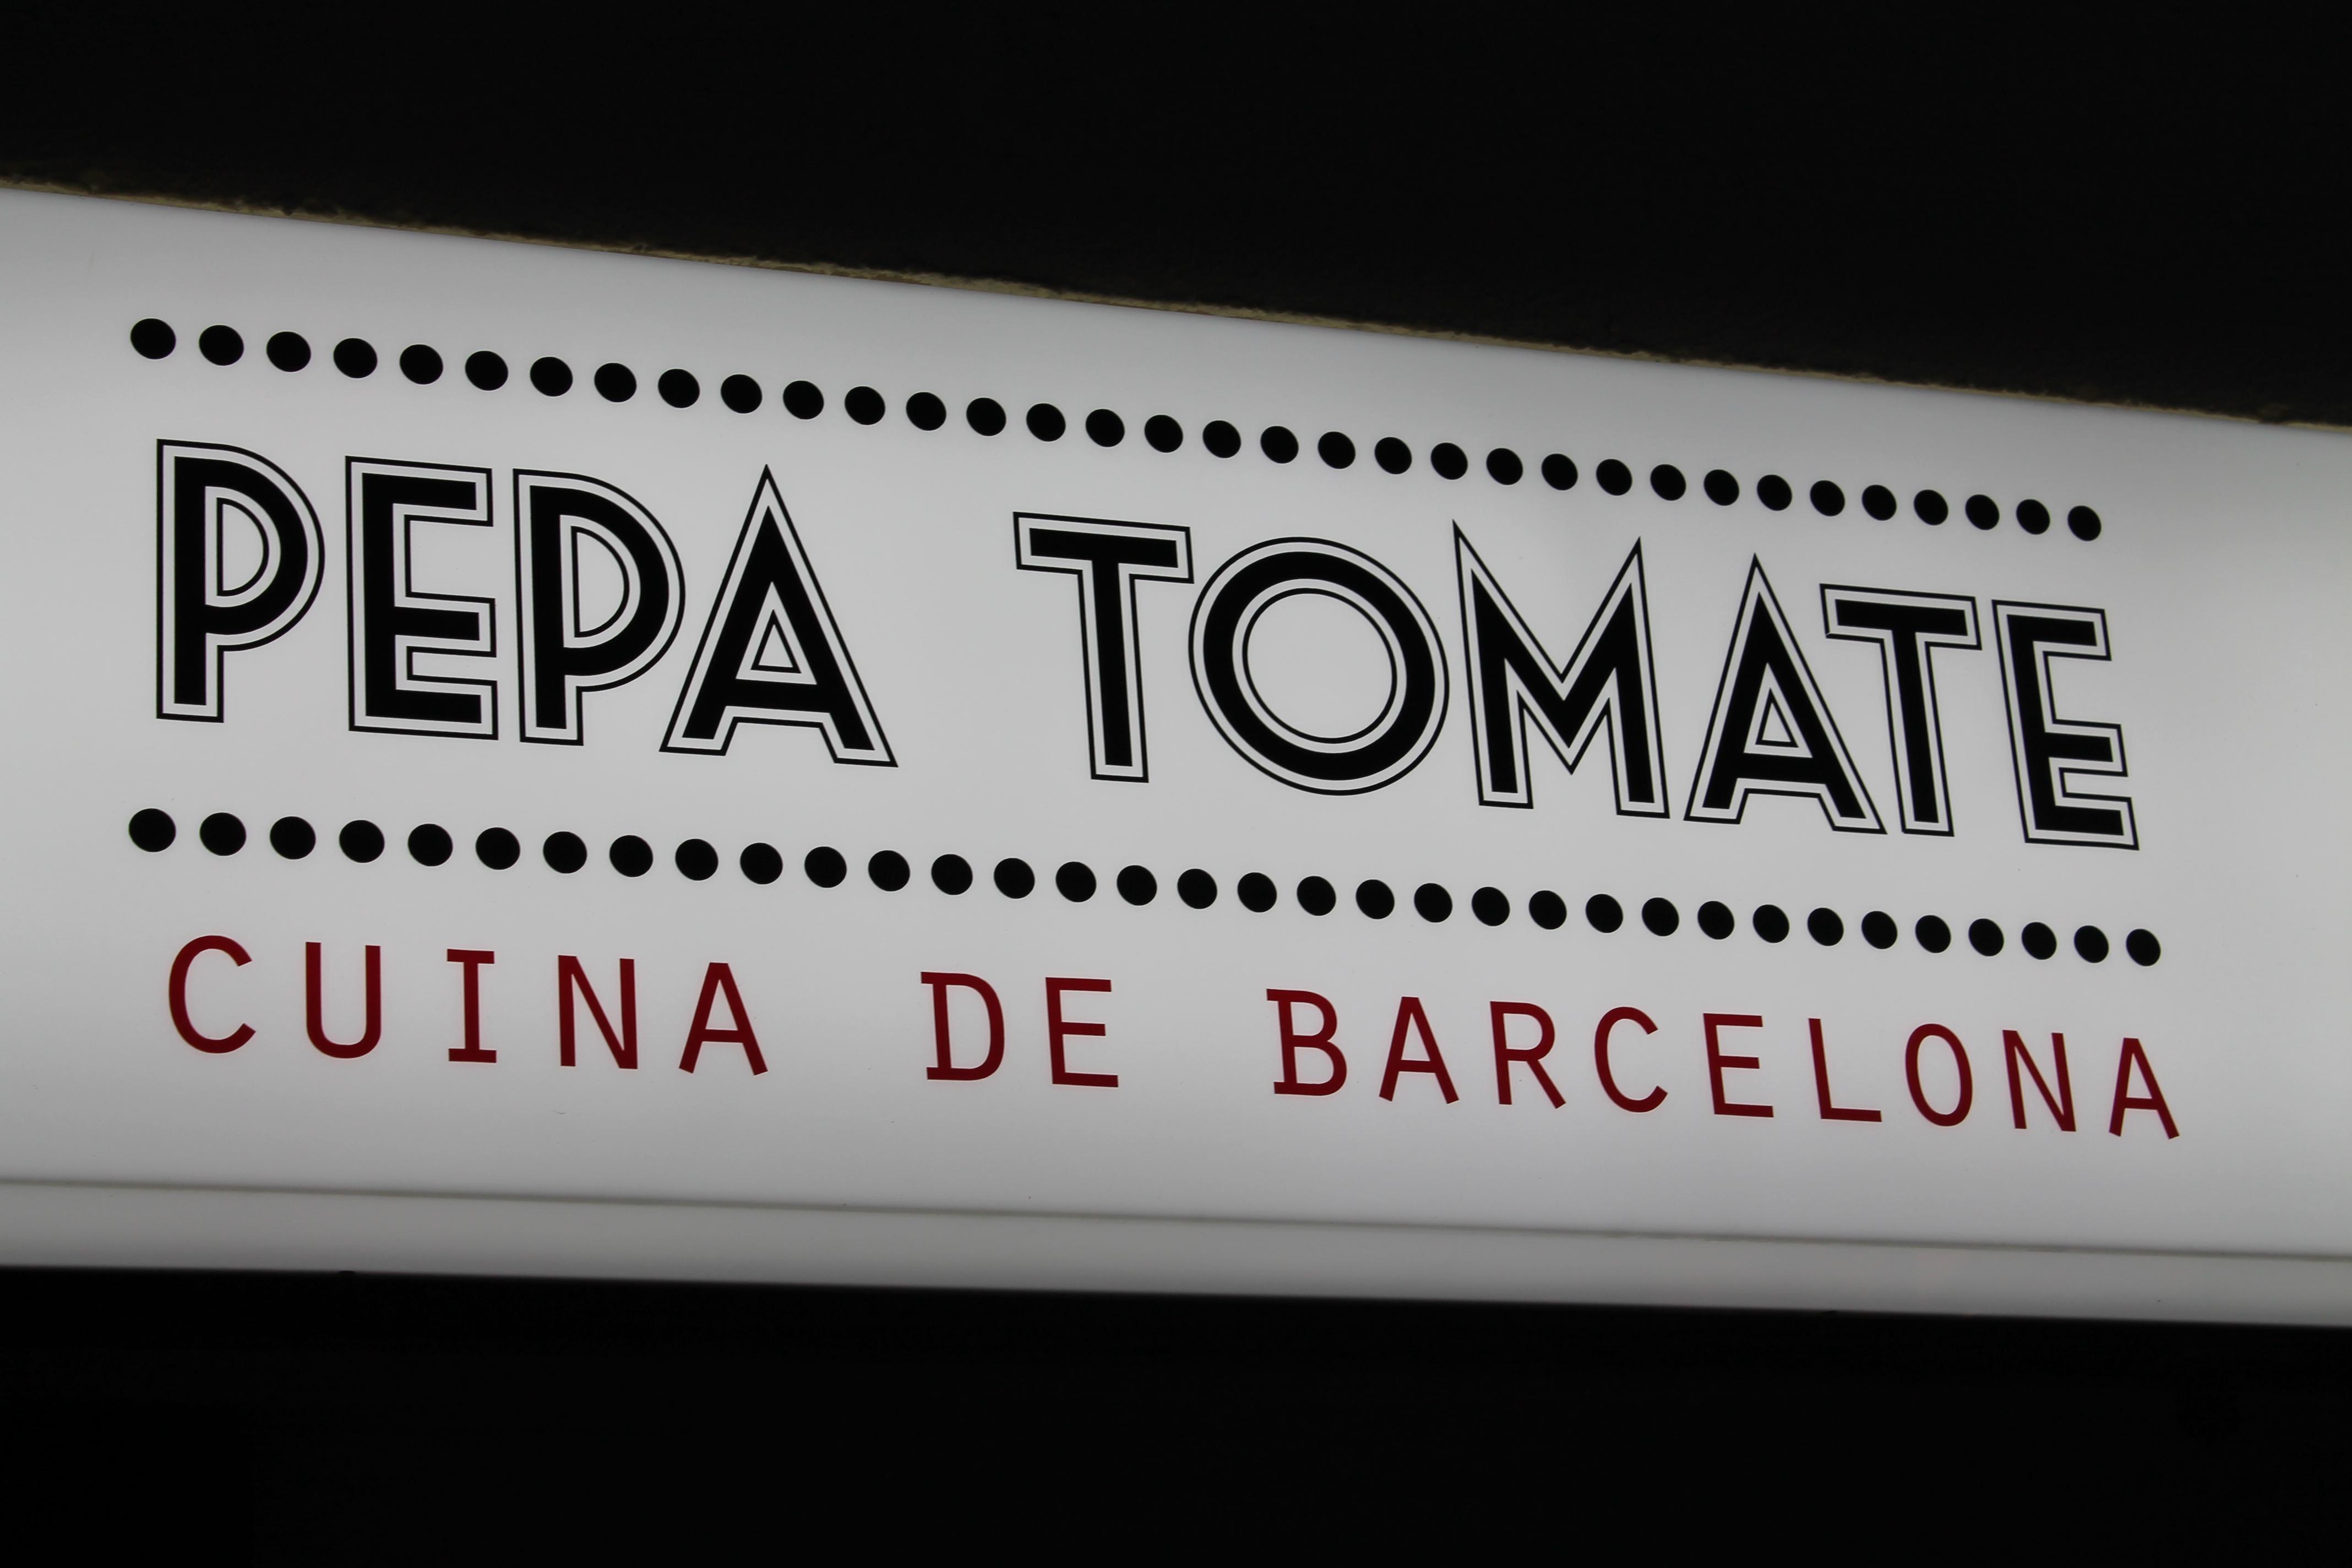 PEPA TOMATE
CUINA DE BARCELONA